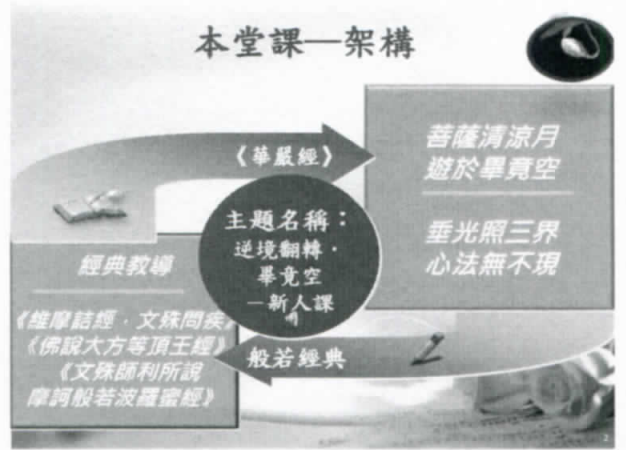 本堂課—架構
《華嚴經》
菩薩清涼月
遊於畢竟空
垂光照三界
心法無不現
主題名稱：
逆境翻轉．
畢竟空
—新人課
經典教導
《維摩詰經．文殊問疾》
《佛說大方等頂王經》
《文殊師利所說
摩訶般若波羅蜜經》
般若經典
2